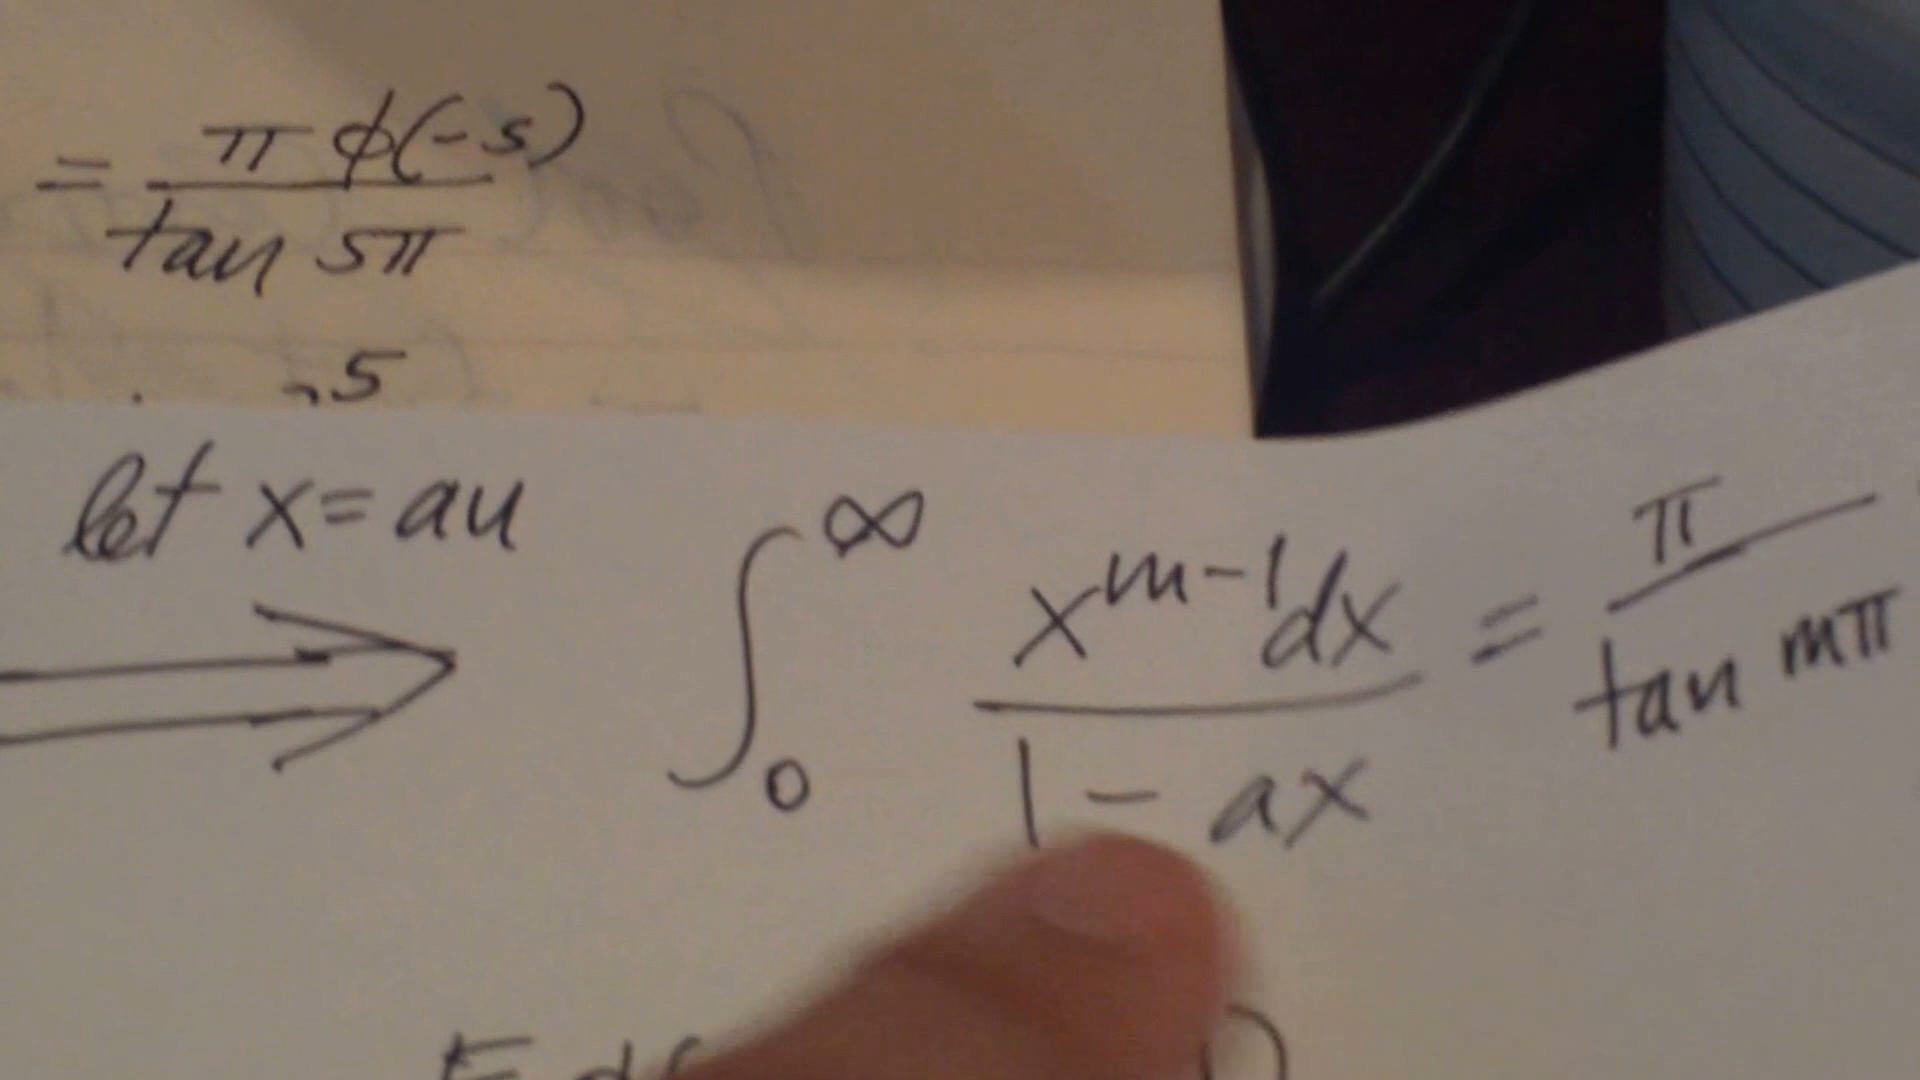 = π ϕ(-s) / tan sπ
s
let x = au
∫₀^∞ x^{m-1}dx / 1 - ax = π / tan mπ